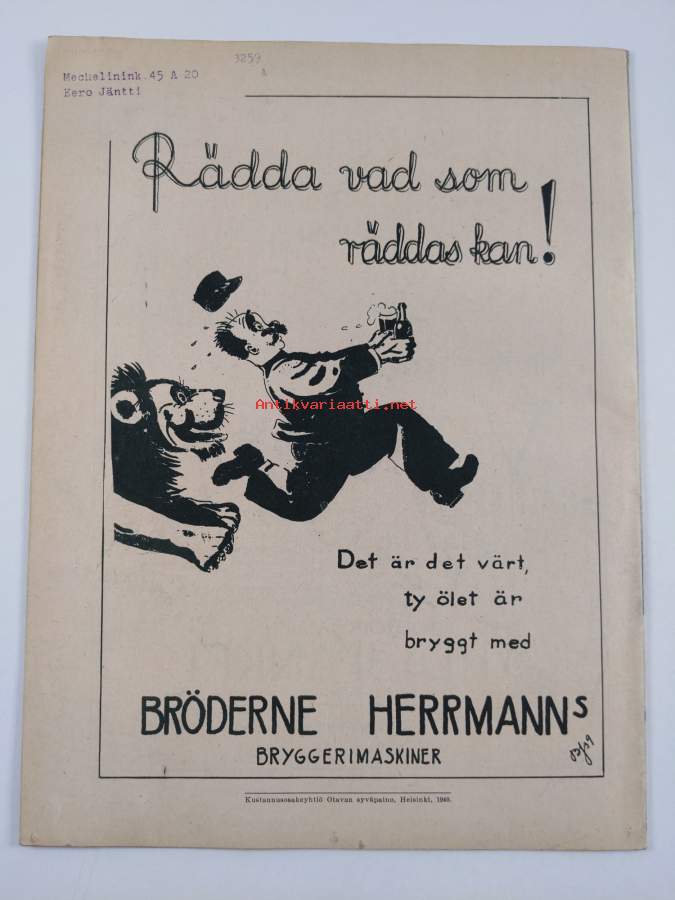 3259
Mechelinink.45 A 20
Eero Jäntti
Rädda vad som
räddas kan!
Antikvariaatti.net
Det är det värt,
ty ölet är
bryggt med
BRÖDERNE HERRMANNS
BRYGGERIMASKINER
Kustannusosakeyhtiö Otavan syväpaino, Helsinki, 1940.